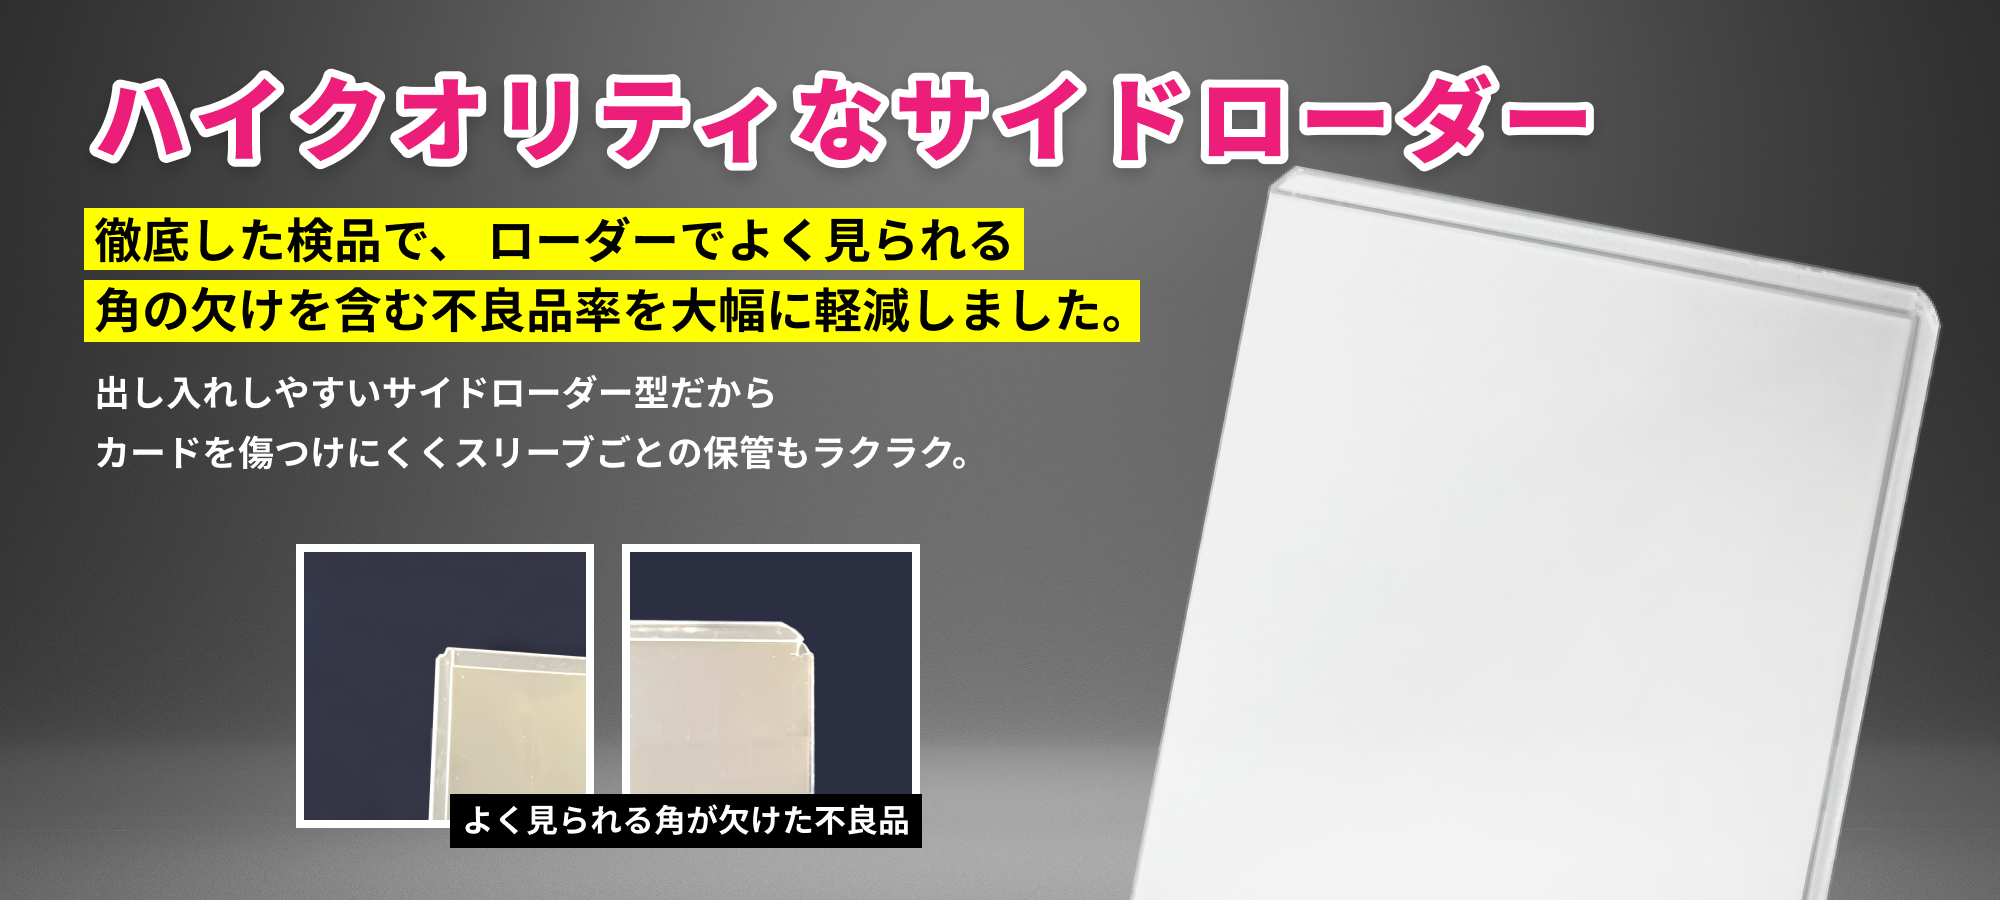 ハイクオリティなサイドローダー
徹底した検品で、 ローダーでよく見られる
角の欠けを含む不良品率を大幅に軽減しました。
出し入れしやすいサイドローダー型だから
カードを傷つけにくくスリーブごとの保管もラクラク。
よく見られる角が欠けた不良品